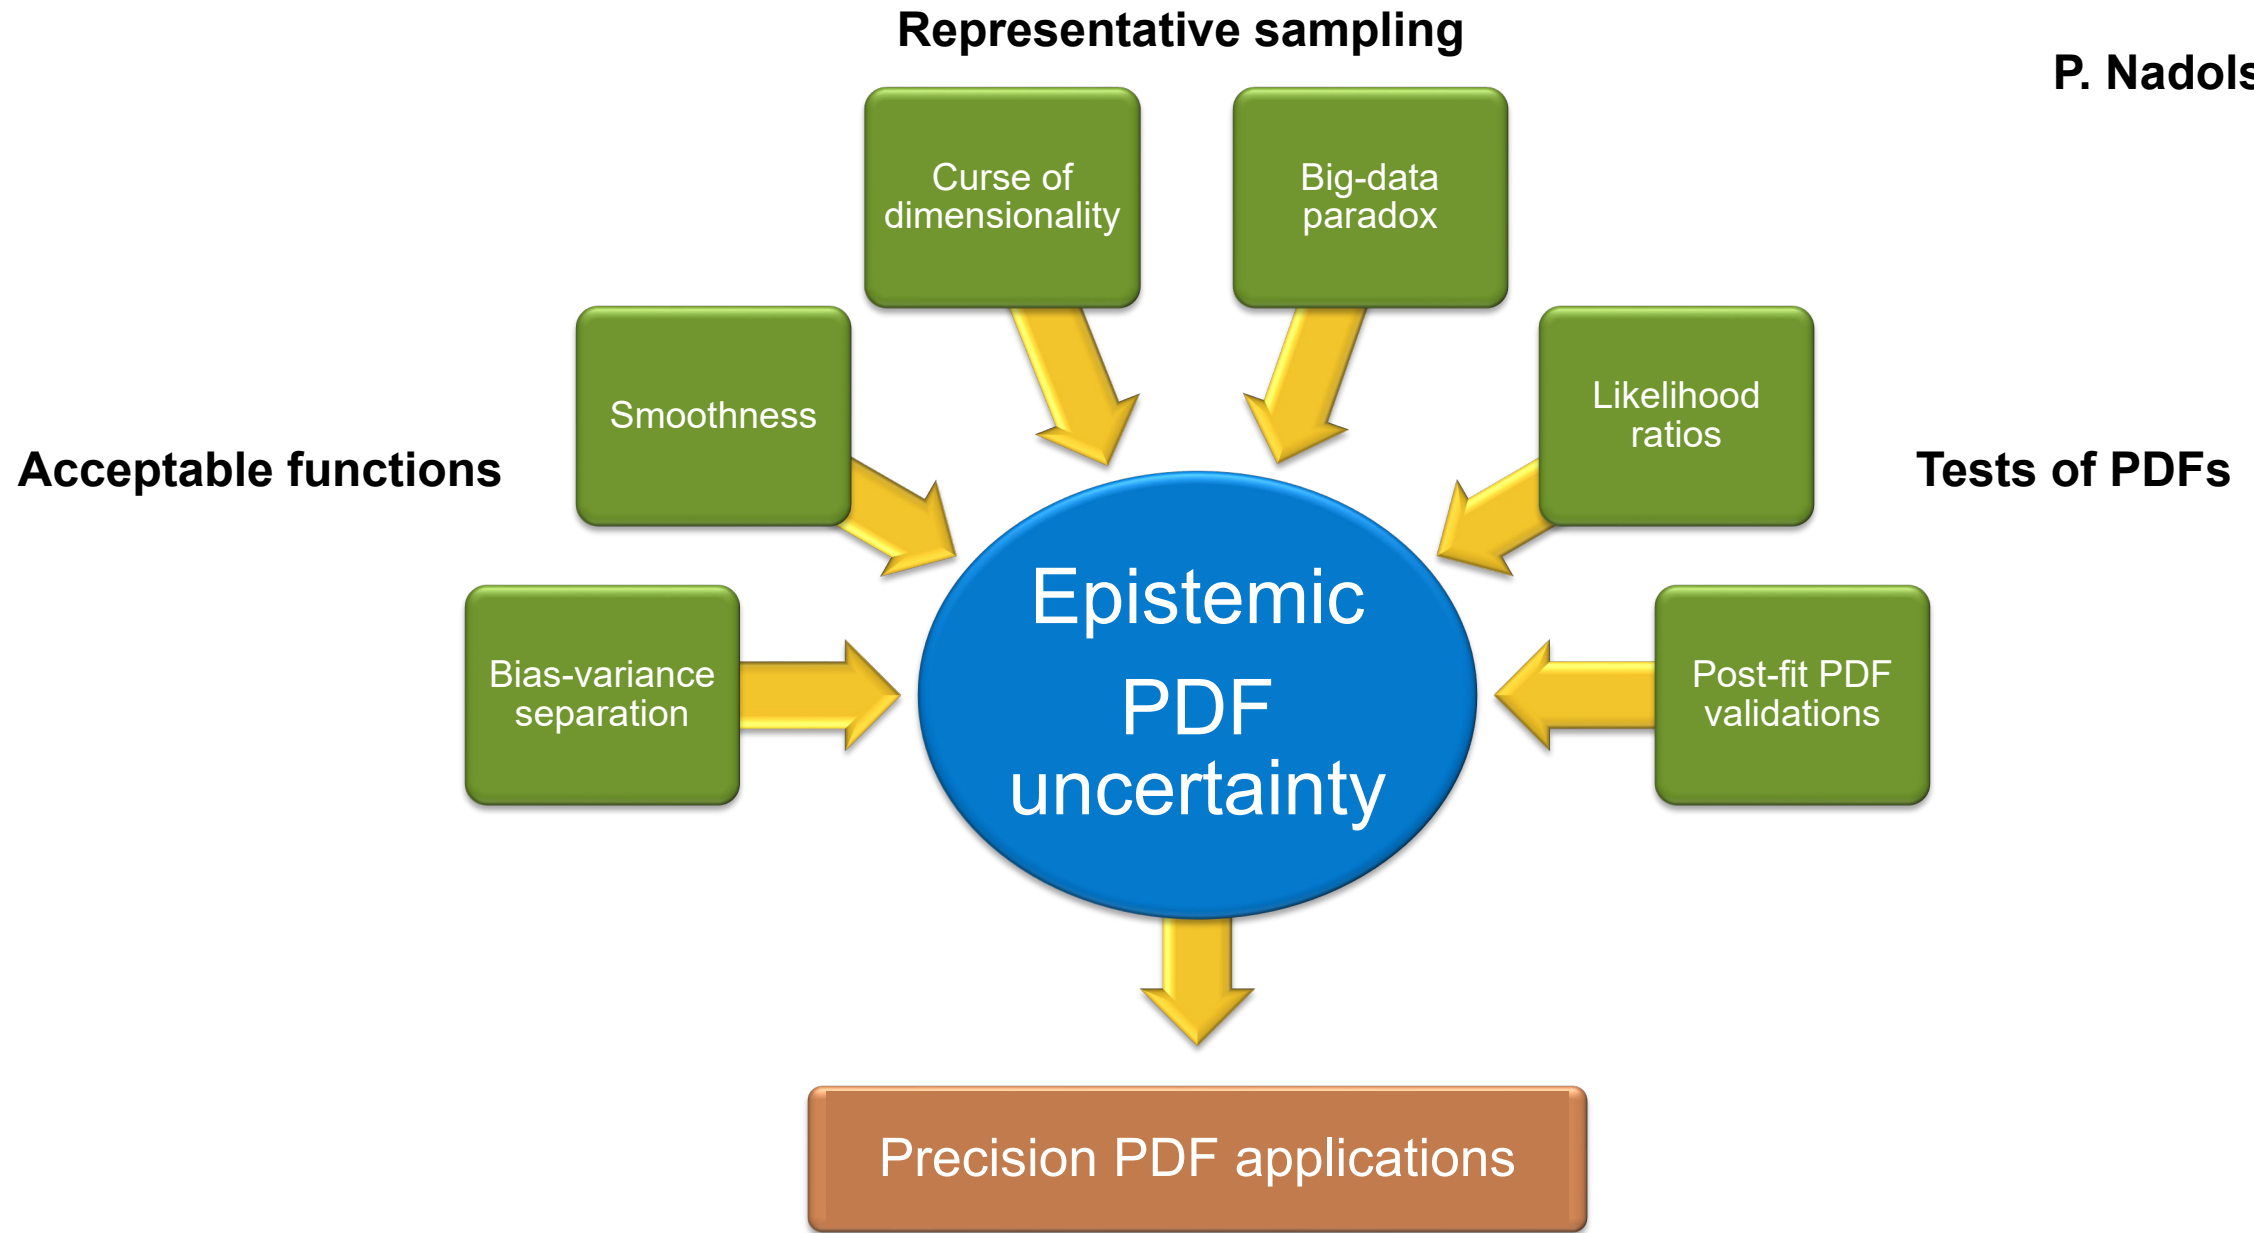 Representative sampling
P. Nadols
Curse of
dimensionality
Big-data
paradox
Smoothness
Likelihood
ratios
Acceptable functions
Tests of PDFs
Bias-variance
separation
Epistemic
PDF
uncertainty
Post-fit PDF
validations
Precision PDF applications